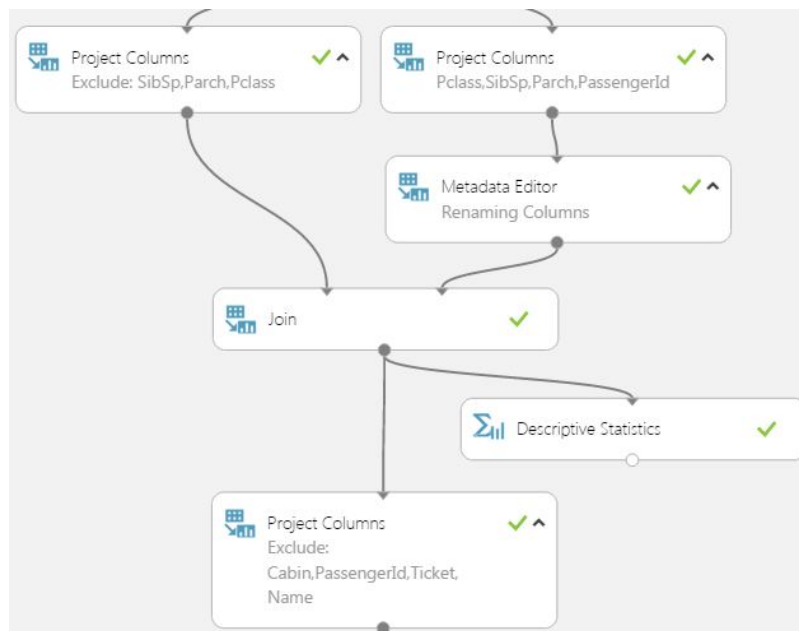 Project Columns
Exclude: SibSp,Parch,Pclass
Project Columns
Pclass,SibSp,Parch,PassengerId
Metadata Editor
Renaming Columns
Join
Descriptive Statistics
Project Columns
Exclude:
Cabin,PassengerId,Ticket,
Name